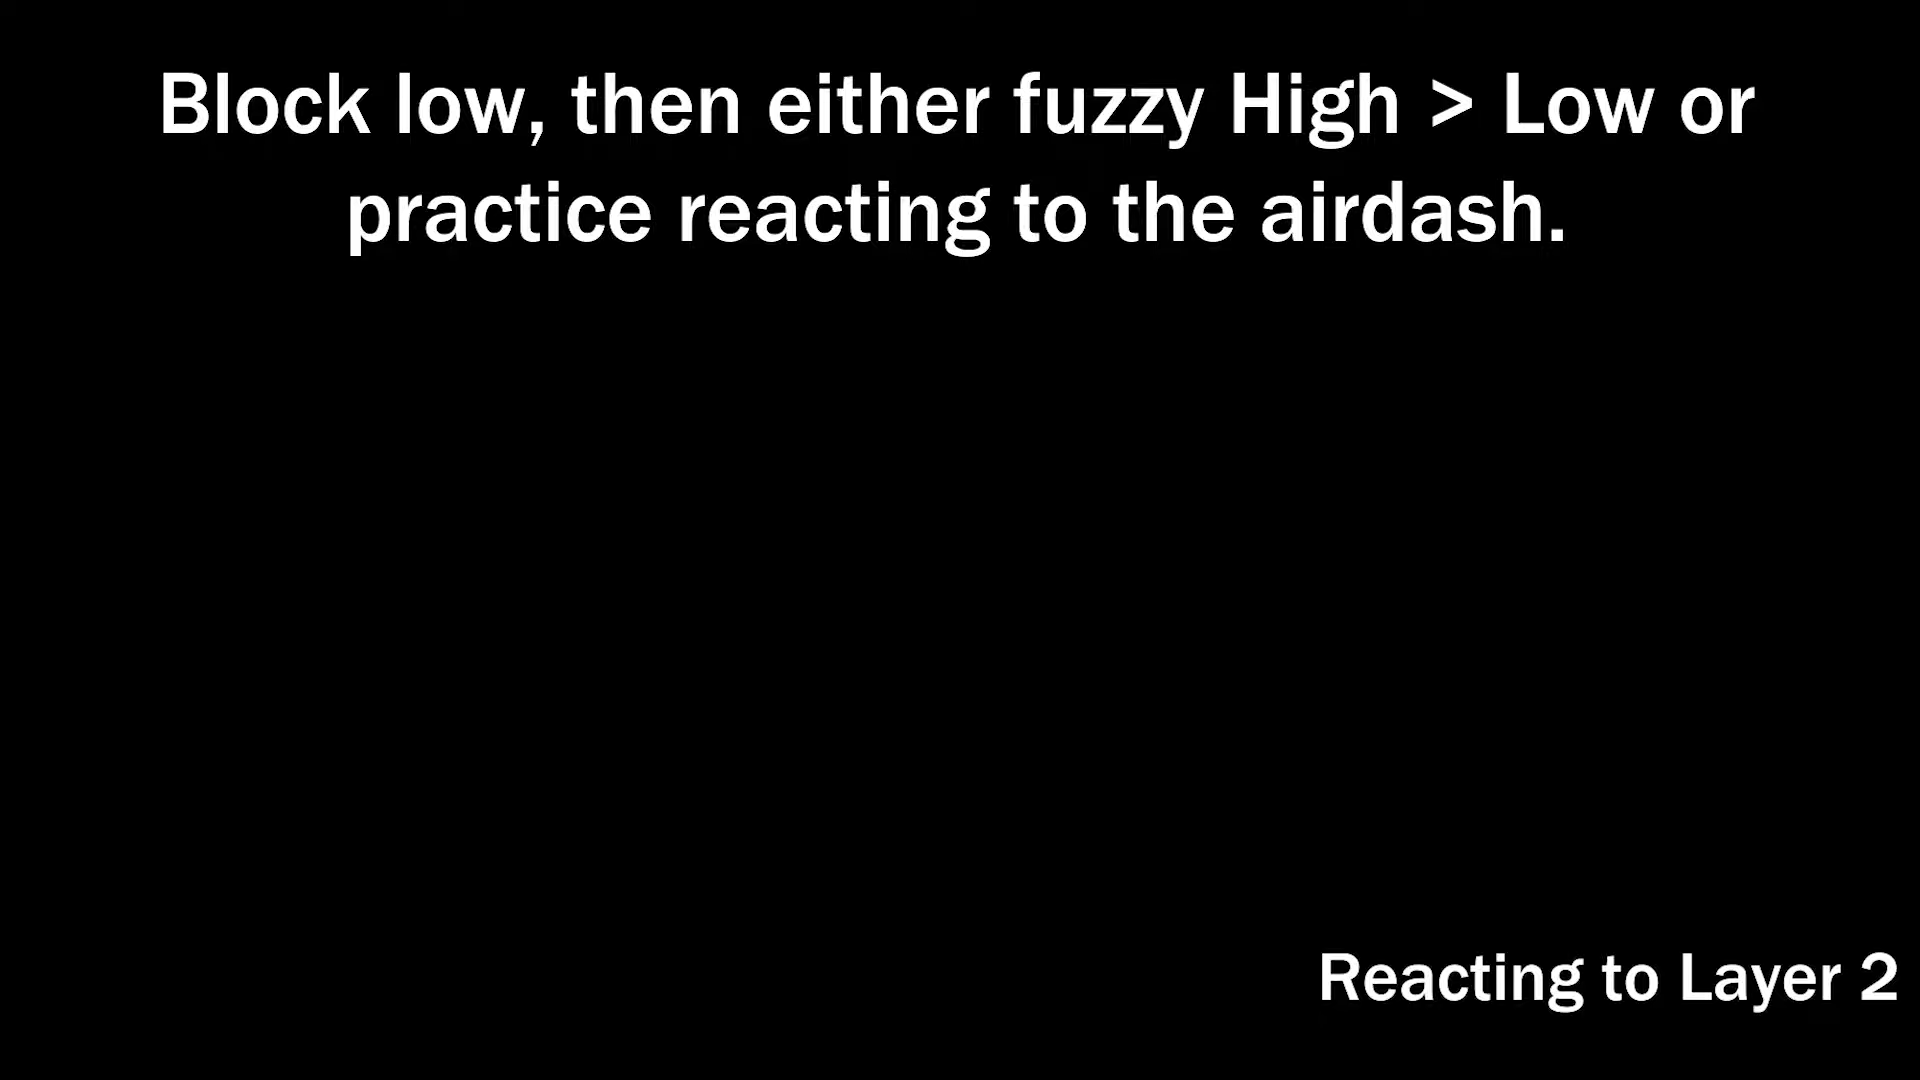 Block low, then either fuzzy High > Low or
practice reacting to the airdash.
Reacting to Layer 2